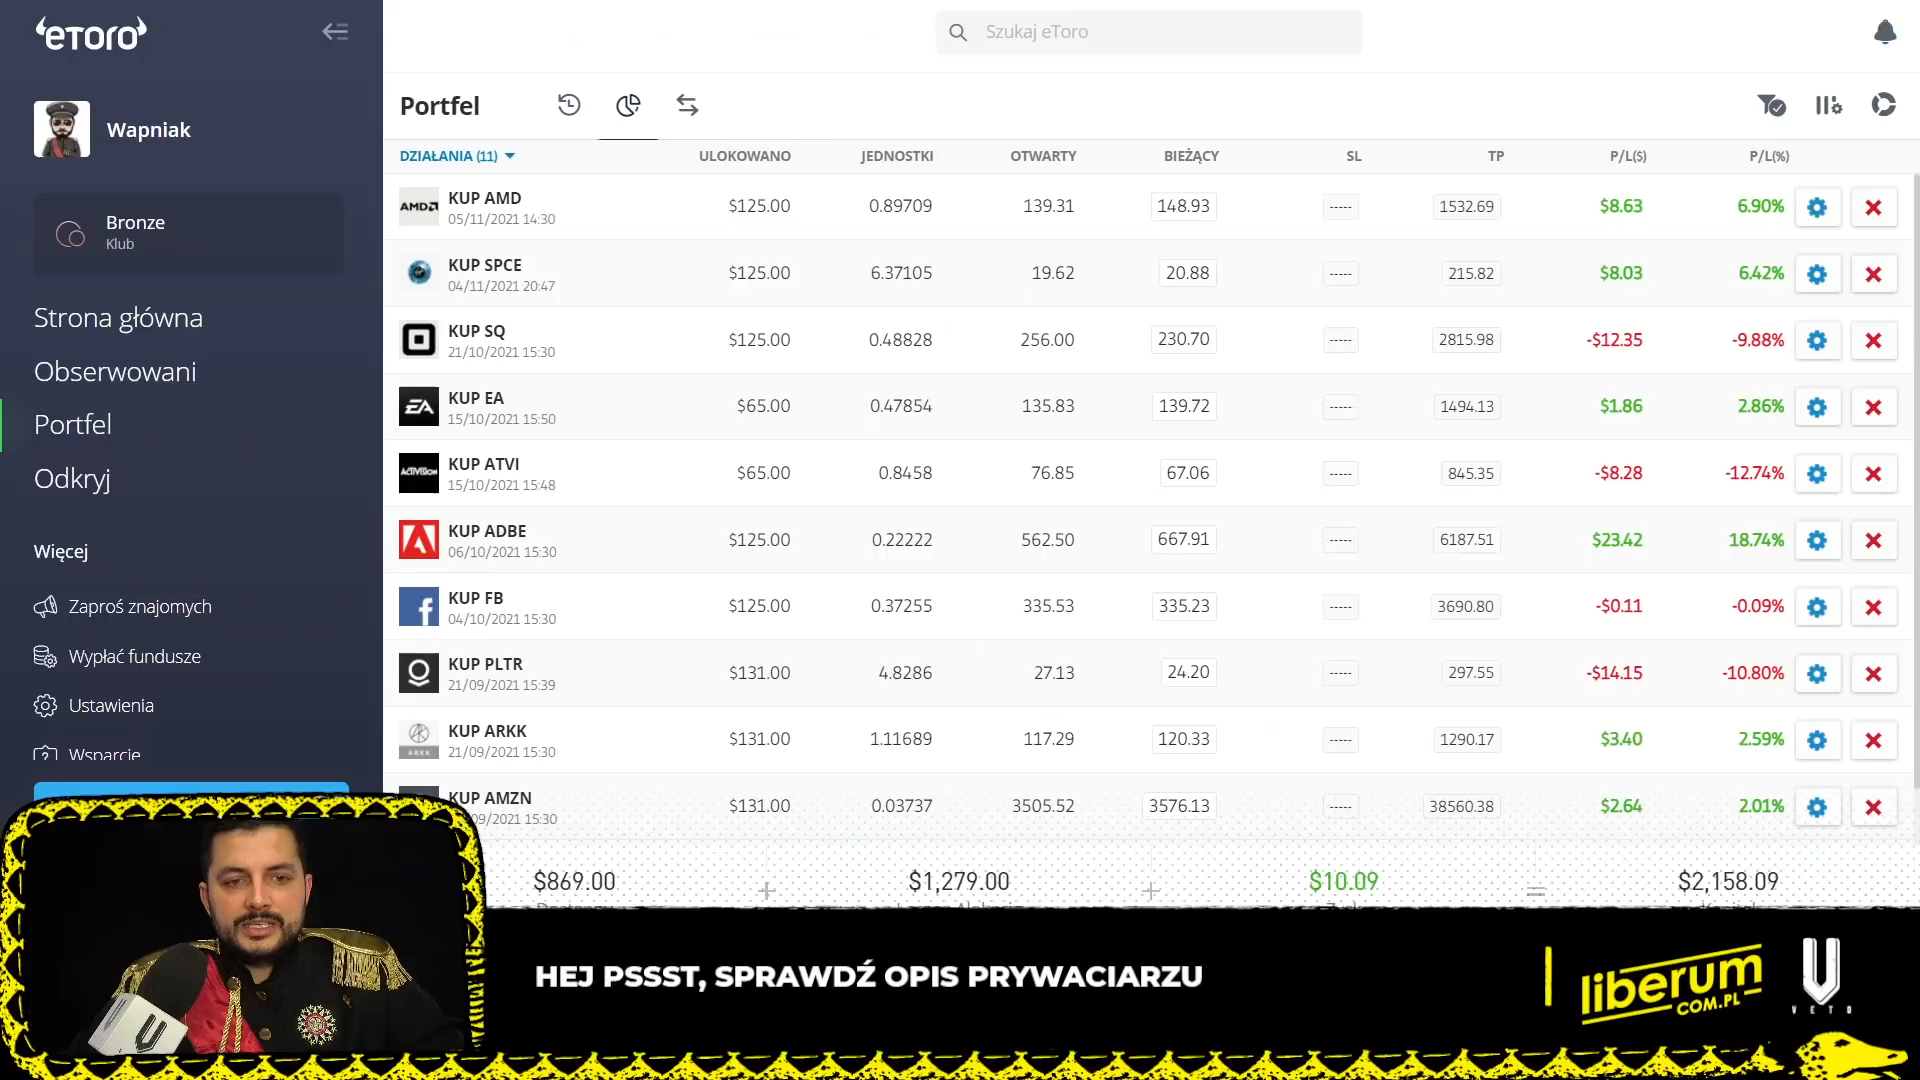 eToro
Szukaj eToro
Wapniak
Bronze
Klub
Strona główna
Obserwowani
Portfel
Odkryj
Więcej
Zaproś znajomych
Wypłać fundusze
Ustawienia
Wsparcie
Portfel
DZIAŁANIA (11) ULOKOWANO JEDNOSTKI OTWARTY BIEŻĄCY SL TP P/L($) P/L(%)
AMD KUP AMD $125.00 0.89709 139.31 148.93 ----- 1532.69 $8.63 6.90%
05/11/2021 14:30
KUP SPCE $125.00 6.37105 19.62 20.88 ----- 215.82 $8.03 6.42%
04/11/2021 20:47
KUP SQ $125.00 0.48828 256.00 230.70 ----- 2815.98 -$12.35 -9.88%
21/10/2021 15:30
EA KUP EA $65.00 0.47854 135.83 139.72 ----- 1494.13 $1.86 2.86%
15/10/2021 15:50
ACTIVISION KUP ATVI $65.00 0.8458 76.85 67.06 ----- 845.35 -$8.28 -12.74%
15/10/2021 15:48
KUP ADBE $125.00 0.22222 562.50 667.91 ----- 6187.51 $23.42 18.74%
06/10/2021 15:30
f KUP FB $125.00 0.37255 335.53 335.23 ----- 3690.80 -$0.11 -0.09%
04/10/2021 15:30
KUP PLTR $131.00 4.8286 27.13 24.20 ----- 297.55 -$14.15 -10.80%
21/09/2021 15:39
ARKK KUP ARKK $131.00 1.11689 117.29 120.33 ----- 1290.17 $3.40 2.59%
21/09/2021 15:30
KUP AMZN $131.00 0.03737 3505.52 3576.13 ----- 38560.38 $2.64 2.01%
09/2021 15:30
$869.00 + $1,279.00 + $10.09 = $2,158.09
HEJ PSSST, SPRAWDŹ OPIS PRYWACIARZU
liberum
COM.PL
VETO